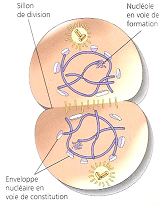 Sillon
de division
Nucléole
en voie de
formation
Enveloppe
nucléaire en
voie de constitution